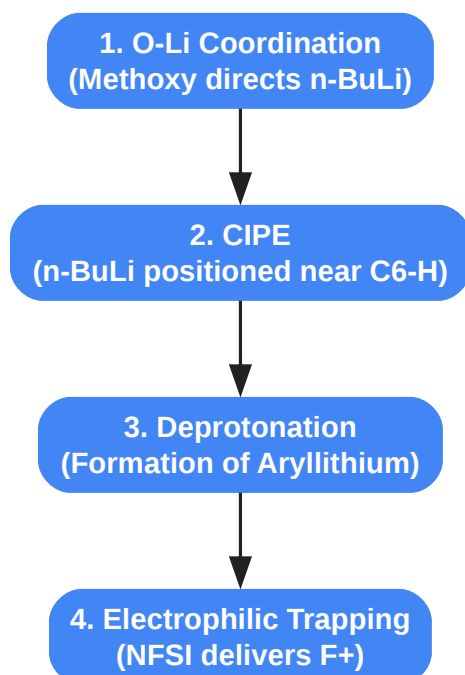 1. O-Li Coordination
(Methoxy directs n-BuLi)
2. CIPE
(n-BuLi positioned near C6-H)
3. Deprotonation
(Formation of Aryllithium)
4. Electrophilic Trapping
(NFSI delivers F+)